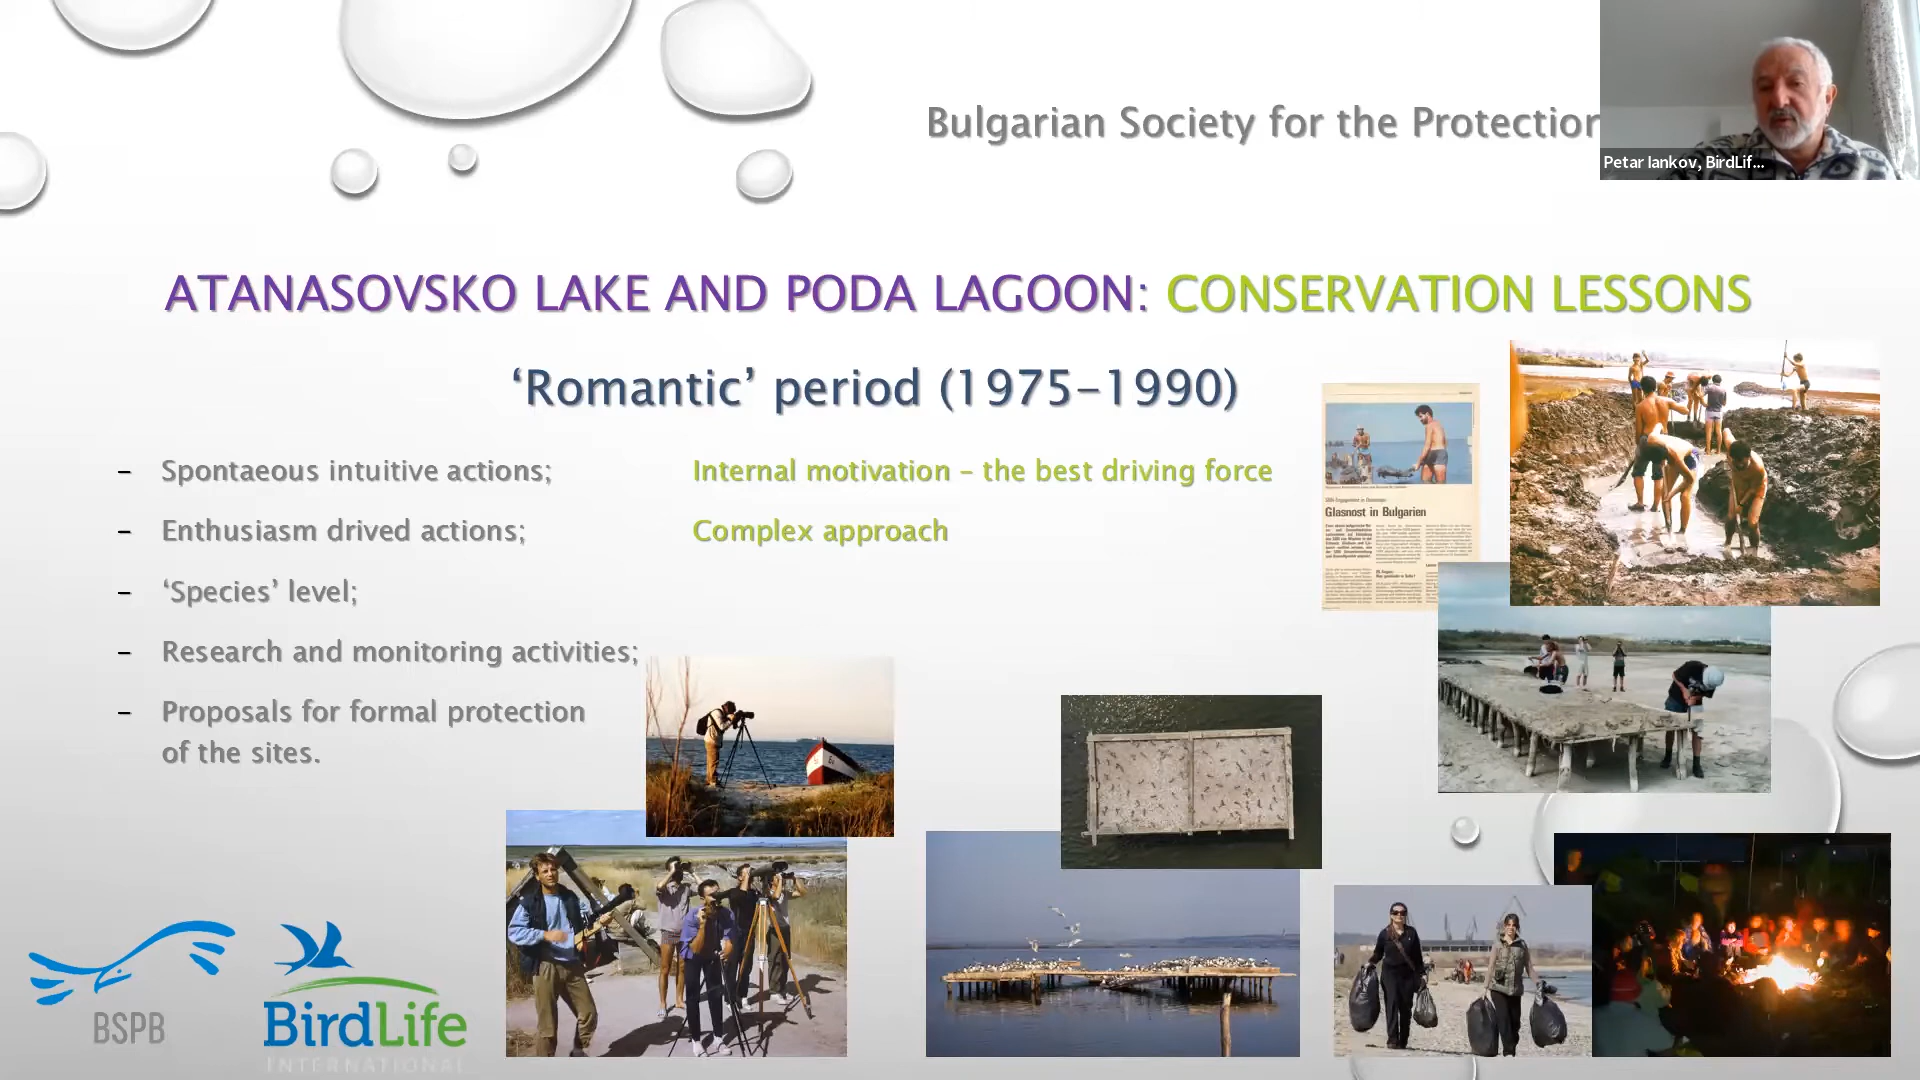 Bulgarian Society for the Protection
Petar Iankov, BirdLif...
ATANASOVSKO LAKE AND PODA LAGOON: CONSERVATION LESSONS
‘Romantic’ period (1975-1990)
- Spontaeous intuitive actions;
Internal motivation – the best driving force
- Enthusiasm drived actions;
Complex approach
- ‘Species’ level;
- Research and monitoring activities;
- Proposals for formal protection
of the sites.
Glasnost in Bulgarien
BSPB
BirdLife
INTERNATIONAL